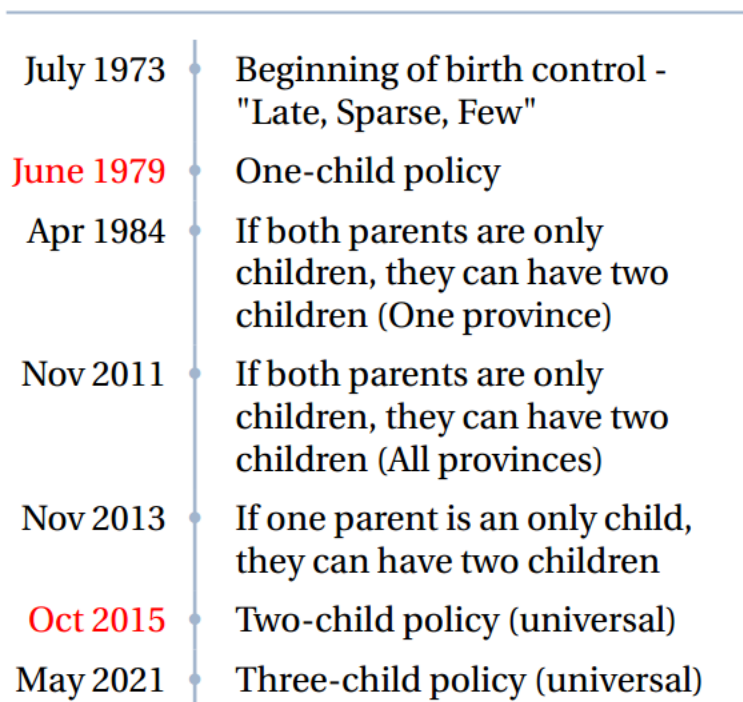 July 1973 Beginning of birth control -
"Late, Sparse, Few"
June 1979 One-child policy
Apr 1984 If both parents are only
children, they can have two
children (One province)
Nov 2011 If both parents are only
children, they can have two
children (All provinces)
Nov 2013 If one parent is an only child,
they can have two children
Oct 2015 Two-child policy (universal)
May 2021 Three-child policy (universal)